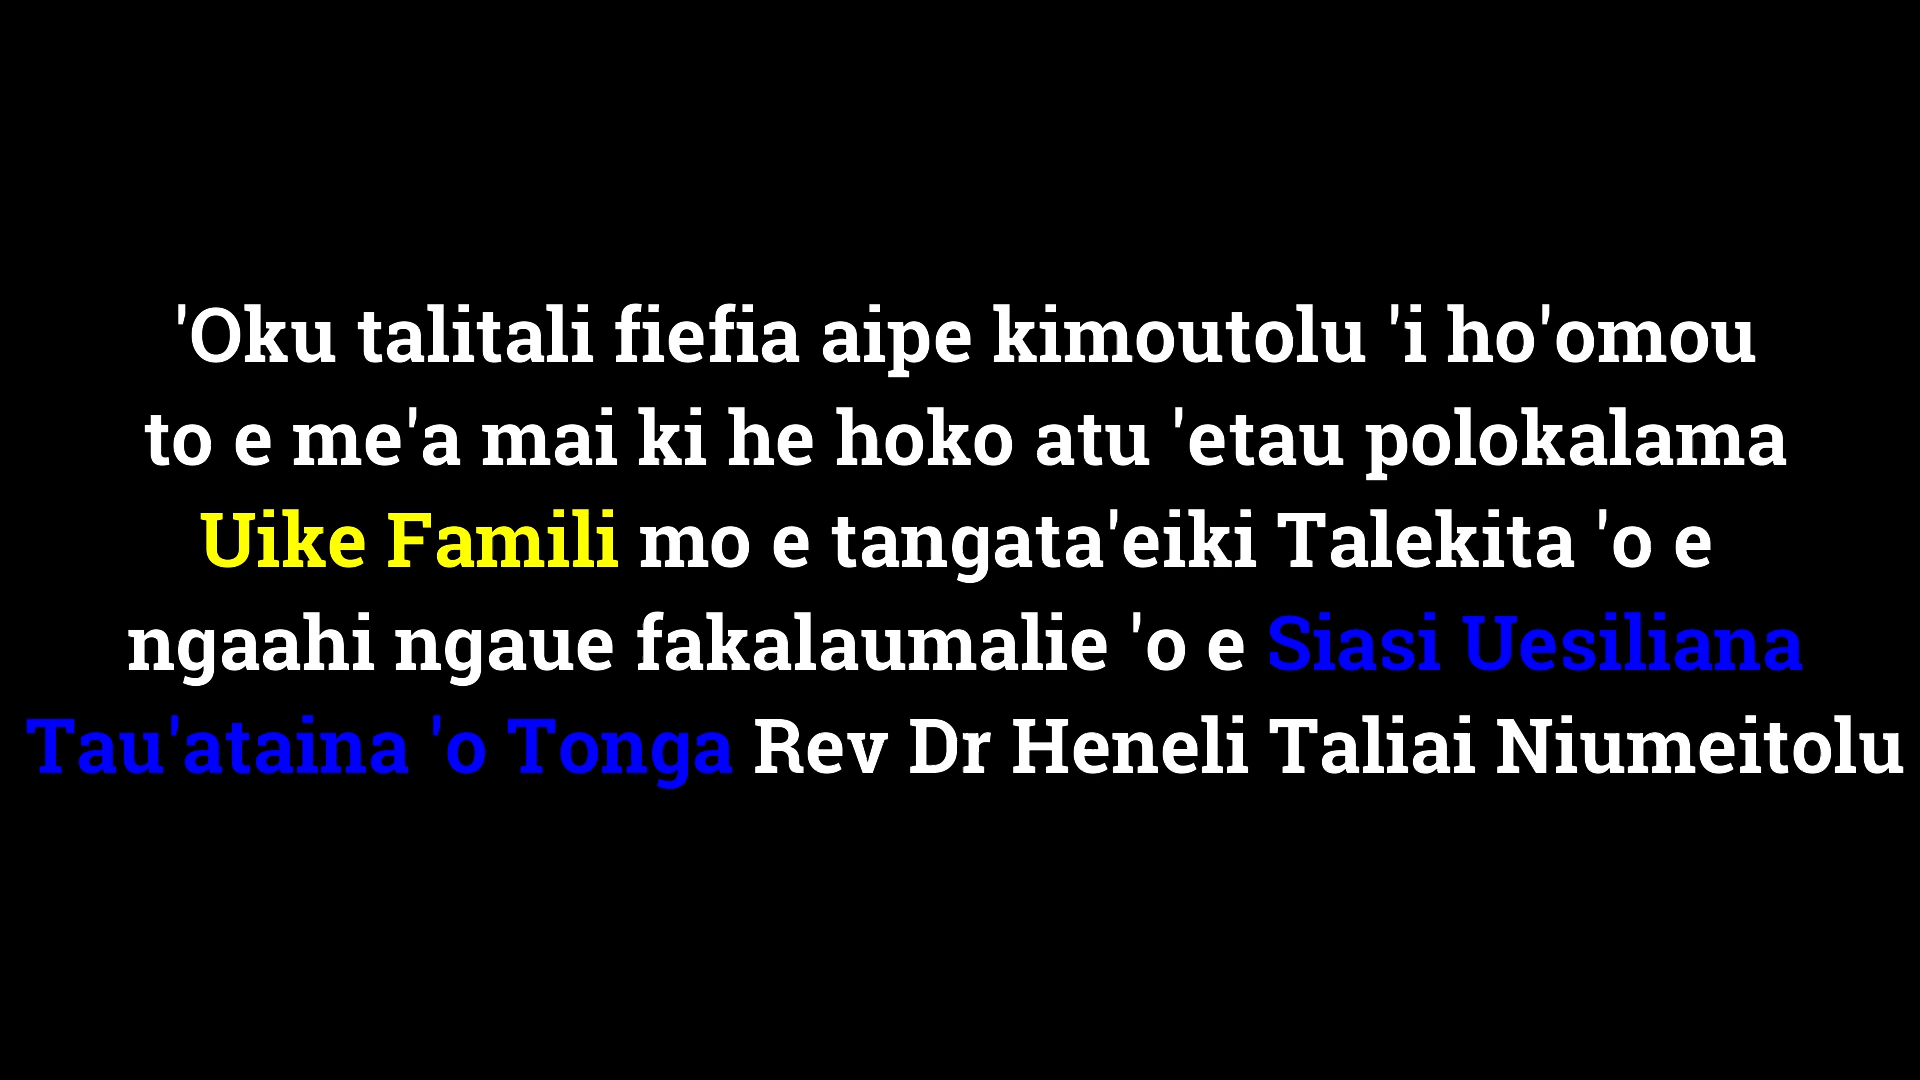 'Oku talitali fiefia aipe kimoutolu 'i ho'omou
to e me'a mai ki he hoko atu 'etau polokalama
Uike Famili mo e tangata'eiki Talekita 'o e
ngaahi ngaue fakalaumalie 'o e Siasi Uesiliana
Tau'ataina 'o Tonga Rev Dr Heneli Taliai Niumeitolu